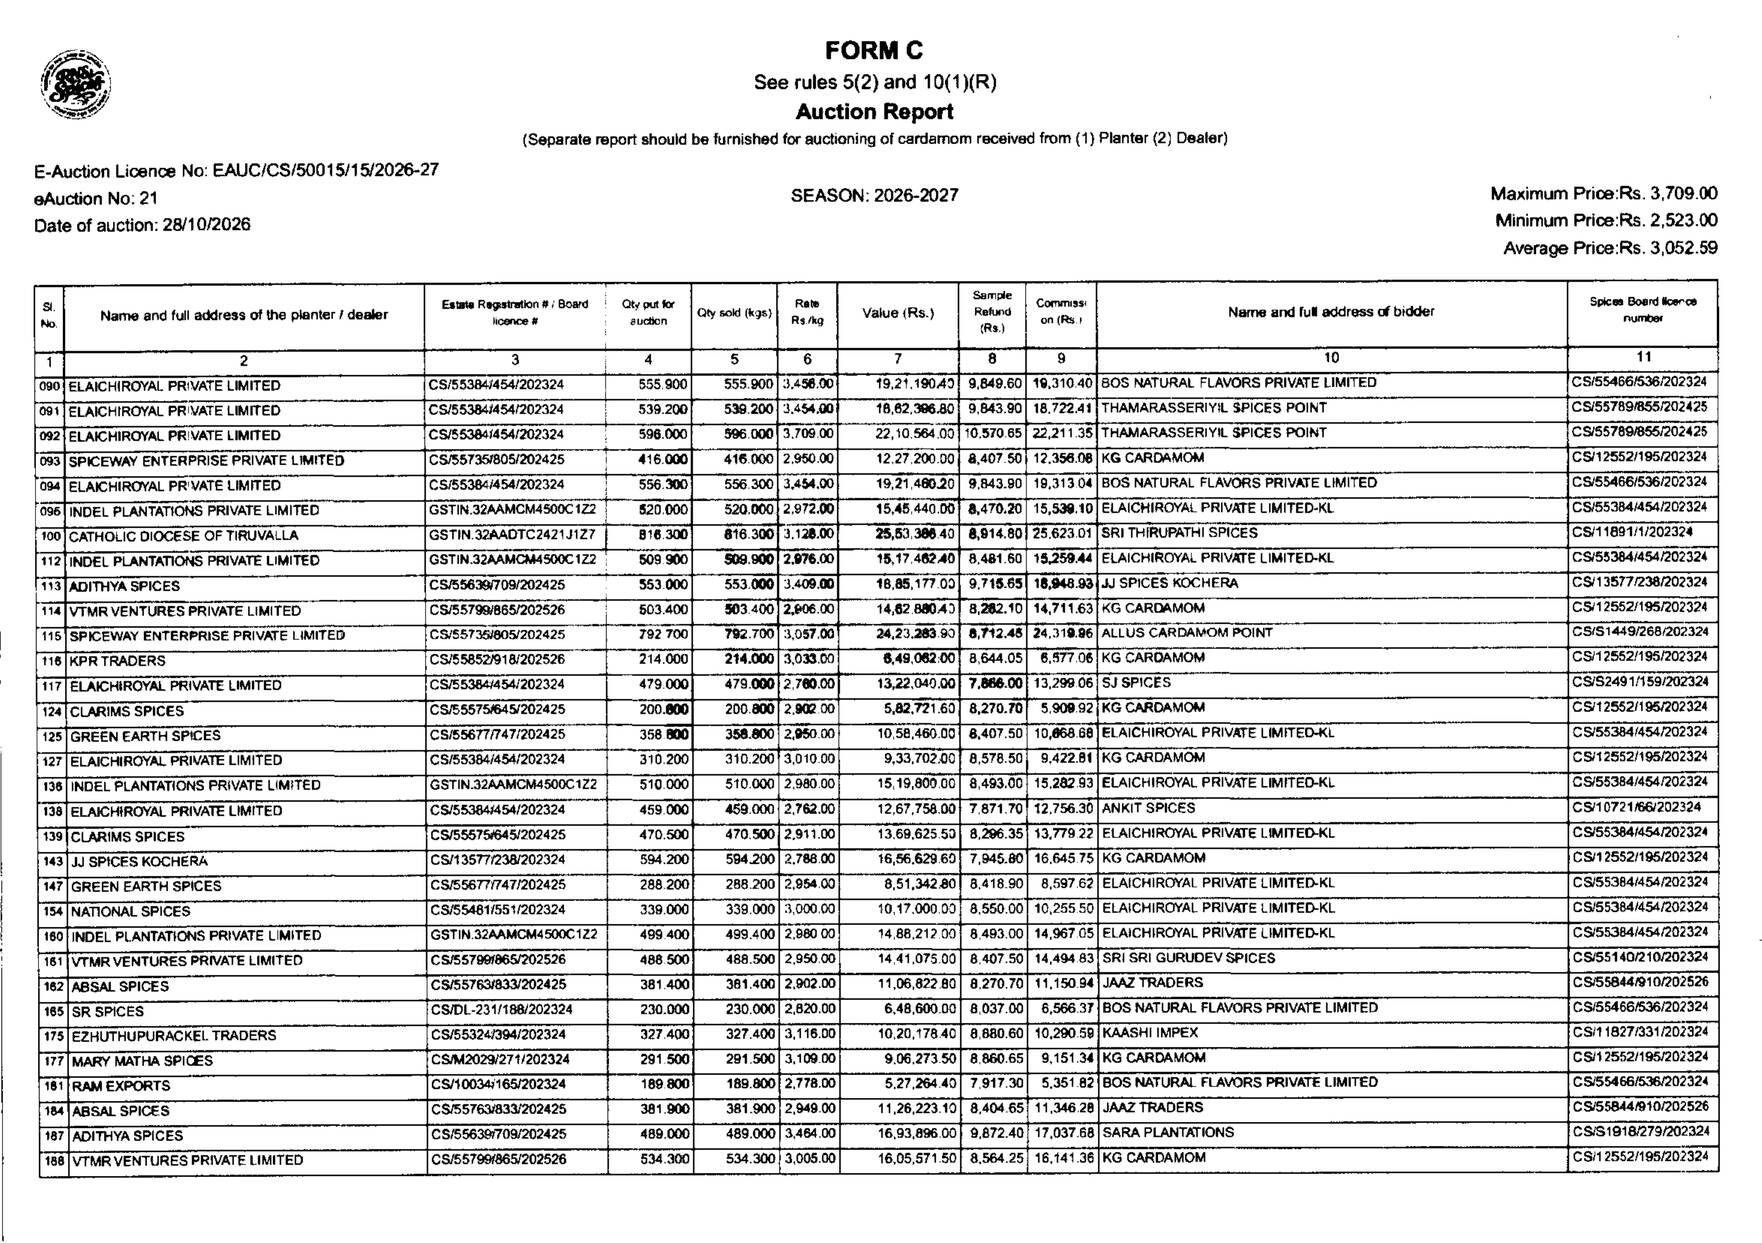 RNS Spices
FORM C
See rules 5(2) and 10(1)(R)
Auction Report
(Separate report should be furnished for auctioning of cardamom received from (1) Planter (2) Dealer)
E-Auction Licence No: EAUC/CS/50015/15/2026-27
eAuction No: 21
SEASON: 2026-2027
Date of auction: 28/10/2026
Maximum Price:Rs. 3,709.00
Minimum Price:Rs. 2,523.00
Average Price:Rs. 3,052.59
Sl. No. Name and full address of the planter / dealer Estate Registration # / Board licence # Qty put for auction Qty sold (kgs) Rate Rs./kg Value (Rs.) Sample Refund (Rs.) Commissi on (Rs.) Name and full address of bidder Spices Board licence number
1 2 3 4 5 6 7 8 9 10 11
090 ELAICHIROYAL PRIVATE LIMITED CS/55384/454/202324 555.900 555.900 3,456.00 19,21,190.40 9,849.60 19,310.40 BOS NATURAL FLAVORS PRIVATE LIMITED CS/55466/536/202324
091 ELAICHIROYAL PRIVATE LIMITED CS/55384/454/202324 539.200 539.200 3,454.00 18,62,396.80 9,843.90 18,722.41 THAMARASSERIYIL SPICES POINT CS/55789/855/202425
092 ELAICHIROYAL PRIVATE LIMITED CS/55384/454/202324 596.000 596.000 3,709.00 22,10,564.00 10,570.65 22,211.35 THAMARASSERIYIL SPICES POINT CS/55789/855/202425
093 SPICEWAY ENTERPRISE PRIVATE LIMITED CS/55735/805/202425 416.000 416.000 2,950.00 12,27,200.00 8,407.50 12,356.08 KG CARDAMOM CS/12552/195/202324
094 ELAICHIROYAL PRIVATE LIMITED CS/55384/454/202324 556.300 556.300 3,454.00 19,21,460.20 9,843.90 19,313.04 BOS NATURAL FLAVORS PRIVATE LIMITED CS/55466/536/202324
096 INDEL PLANTATIONS PRIVATE LIMITED GSTIN.32AAMCM4500C1Z2 520.000 520.000 2,972.00 15,45,440.00 8,470.20 15,539.10 ELAICHIROYAL PRIVATE LIMITED-KL CS/55384/454/202324
100 CATHOLIC DIOCESE OF TIRUVALLA GSTIN.32AADTC2421J1Z7 816.300 816.300 3,128.00 25,53,386.40 8,914.80 25,623.01 SRI THIRUPATHI SPICES CS/11891/1/202324
112 INDEL PLANTATIONS PRIVATE LIMITED GSTIN.32AAMCM4500C1Z2 509.900 509.900 2,976.00 15,17,462.40 8,481.60 15,259.44 ELAICHIROYAL PRIVATE LIMITED-KL CS/55384/454/202324
113 ADITHYA SPICES CS/55639/709/202425 553.000 553.000 3,409.00 18,85,177.00 9,715.65 18,948.93 JJ SPICES KOCHERA CS/13577/238/202324
114 VTMR VENTURES PRIVATE LIMITED CS/55799/865/202526 503.400 503.400 2,906.00 14,62,880.40 8,282.10 14,711.63 KG CARDAMOM CS/12552/195/202324
115 SPICEWAY ENTERPRISE PRIVATE LIMITED CS/55735/805/202425 792.700 792.700 3,057.00 24,23,283.90 8,712.45 24,319.96 ALLUS CARDAMOM POINT CS/S1449/268/202324
116 KPR TRADERS CS/55852/918/202526 214.000 214.000 3,033.00 6,49,062.00 8,644.05 6,577.06 KG CARDAMOM CS/12552/195/202324
117 ELAICHIROYAL PRIVATE LIMITED CS/55384/454/202324 479.000 479.000 2,760.00 13,22,040.00 7,866.00 13,299.06 SJ SPICES CS/S2491/159/202324
124 CLARIMS SPICES CS/55575/645/202425 200.800 200.800 2,902.00 5,82,721.60 8,270.70 5,909.92 KG CARDAMOM CS/12552/195/202324
125 GREEN EARTH SPICES CS/55677/747/202425 358.800 358.800 2,950.00 10,58,460.00 8,407.50 10,668.68 ELAICHIROYAL PRIVATE LIMITED-KL CS/55384/454/202324
127 ELAICHIROYAL PRIVATE LIMITED CS/55384/454/202324 310.200 310.200 3,010.00 9,33,702.00 8,578.50 9,422.81 KG CARDAMOM CS/12552/195/202324
136 INDEL PLANTATIONS PRIVATE LIMITED GSTIN.32AAMCM4500C1Z2 510.000 510.000 2,980.00 15,19,800.00 8,493.00 15,282.93 ELAICHIROYAL PRIVATE LIMITED-KL CS/55384/454/202324
138 ELAICHIROYAL PRIVATE LIMITED CS/55384/454/202324 459.000 459.000 2,762.00 12,67,758.00 7,871.70 12,756.30 ANKIT SPICES CS/10721/66/202324
139 CLARIMS SPICES CS/55575/645/202425 470.500 470.500 2,911.00 13,69,625.50 8,296.35 13,779.22 ELAICHIROYAL PRIVATE LIMITED-KL CS/55384/454/202324
143 JJ SPICES KOCHERA CS/13577/238/202324 594.200 594.200 2,788.00 16,56,629.60 7,945.80 16,645.75 KG CARDAMOM CS/12552/195/202324
147 GREEN EARTH SPICES CS/55677/747/202425 288.200 288.200 2,954.00 8,51,342.80 8,418.90 8,597.62 ELAICHIROYAL PRIVATE LIMITED-KL CS/55384/454/202324
154 NATIONAL SPICES CS/55481/551/202324 339.000 339.000 3,000.00 10,17,000.00 8,550.00 10,255.50 ELAICHIROYAL PRIVATE LIMITED-KL CS/55384/454/202324
160 INDEL PLANTATIONS PRIVATE LIMITED GSTIN.32AAMCM4500C1Z2 499.400 499.400 2,980.00 14,88,212.00 8,493.00 14,967.05 ELAICHIROYAL PRIVATE LIMITED-KL CS/55384/454/202324
161 VTMR VENTURES PRIVATE LIMITED CS/55799/865/202526 488.500 488.500 2,950.00 14,41,075.00 8,407.50 14,494.83 SRI SRI GURUDEV SPICES CS/55140/210/202324
162 ABSAL SPICES CS/55763/833/202425 381.400 381.400 2,902.00 11,06,822.80 8,270.70 11,150.94 JAAZ TRADERS CS/55844/910/202526
165 SR SPICES CS/DL-231/188/202324 230.000 230.000 2,820.00 6,48,600.00 8,037.00 6,566.37 BOS NATURAL FLAVORS PRIVATE LIMITED CS/55466/536/202324
175 EZHUTHUPURACKEL TRADERS CS/55324/394/202324 327.400 327.400 3,116.00 10,20,178.40 8,880.60 10,290.59 KAASHI IMPEX CS/11827/331/202324
177 MARY MATHA SPICES CS/M2029/271/202324 291.500 291.500 3,109.00 9,06,273.50 8,860.65 9,151.34 KG CARDAMOM CS/12552/195/202324
181 RAM EXPORTS CS/10034/165/202324 189.800 189.800 2,778.00 5,27,264.40 7,917.30 5,351.82 BOS NATURAL FLAVORS PRIVATE LIMITED CS/55466/536/202324
184 ABSAL SPICES CS/55763/833/202425 381.900 381.900 2,949.00 11,26,223.10 8,404.65 11,346.28 JAAZ TRADERS CS/55844/910/202526
187 ADITHYA SPICES CS/55639/709/202425 489.000 489.000 3,464.00 16,93,896.00 9,872.40 17,037.68 SARA PLANTATIONS CS/S1918/279/202324
188 VTMR VENTURES PRIVATE LIMITED CS/55799/865/202526 534.300 534.300 3,005.00 16,05,571.50 8,564.25 16,141.36 KG CARDAMOM CS/12552/195/202324